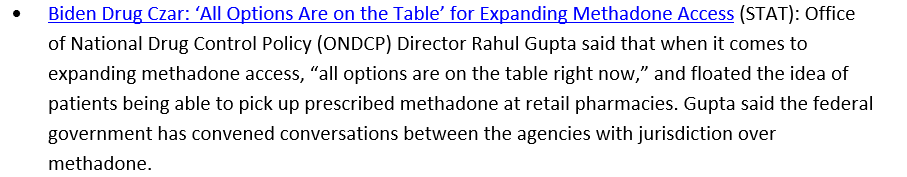 • Biden Drug Czar: ‘All Options Are on the Table’ for Expanding Methadone Access (STAT): Office
of National Drug Control Policy (ONDCP) Director Rahul Gupta said that when it comes to
expanding methadone access, “all options are on the table right now,” and floated the idea of
patients being able to pick up prescribed methadone at retail pharmacies. Gupta said the federal
government has convened conversations between the agencies with jurisdiction over
methadone.